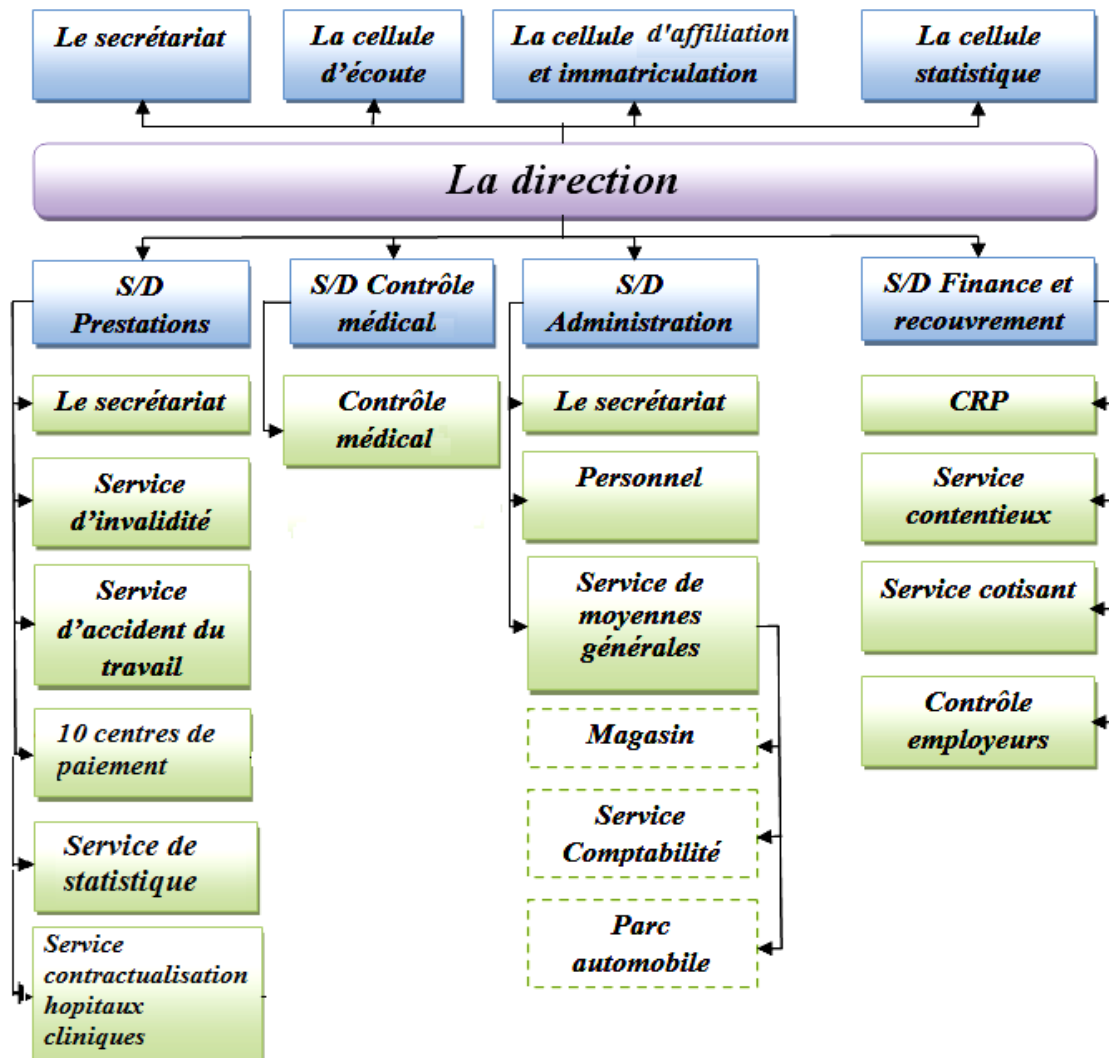 Le secrétariat
La cellule
d'écoute
La cellule d'affiliation
et immatriculation
La cellule
statistique
La direction
S/D
Prestations
S/D Contrôle
médical
S/D
Administration
S/D Finance et
recouvrement
Le secrétariat
Service
d'invalidité
Service
d'accident du
travail
10 centres de
paiement
Service de
statistique
Service
contractualisation
hopitaux
cliniques
Contrôle
médical
Le secrétariat
Personnel
Service de
moyennes
générales
Magasin
Service
Comptabilité
Parc
automobile
CRP
Service
contentieux
Service cotisant
Contrôle
employeurs